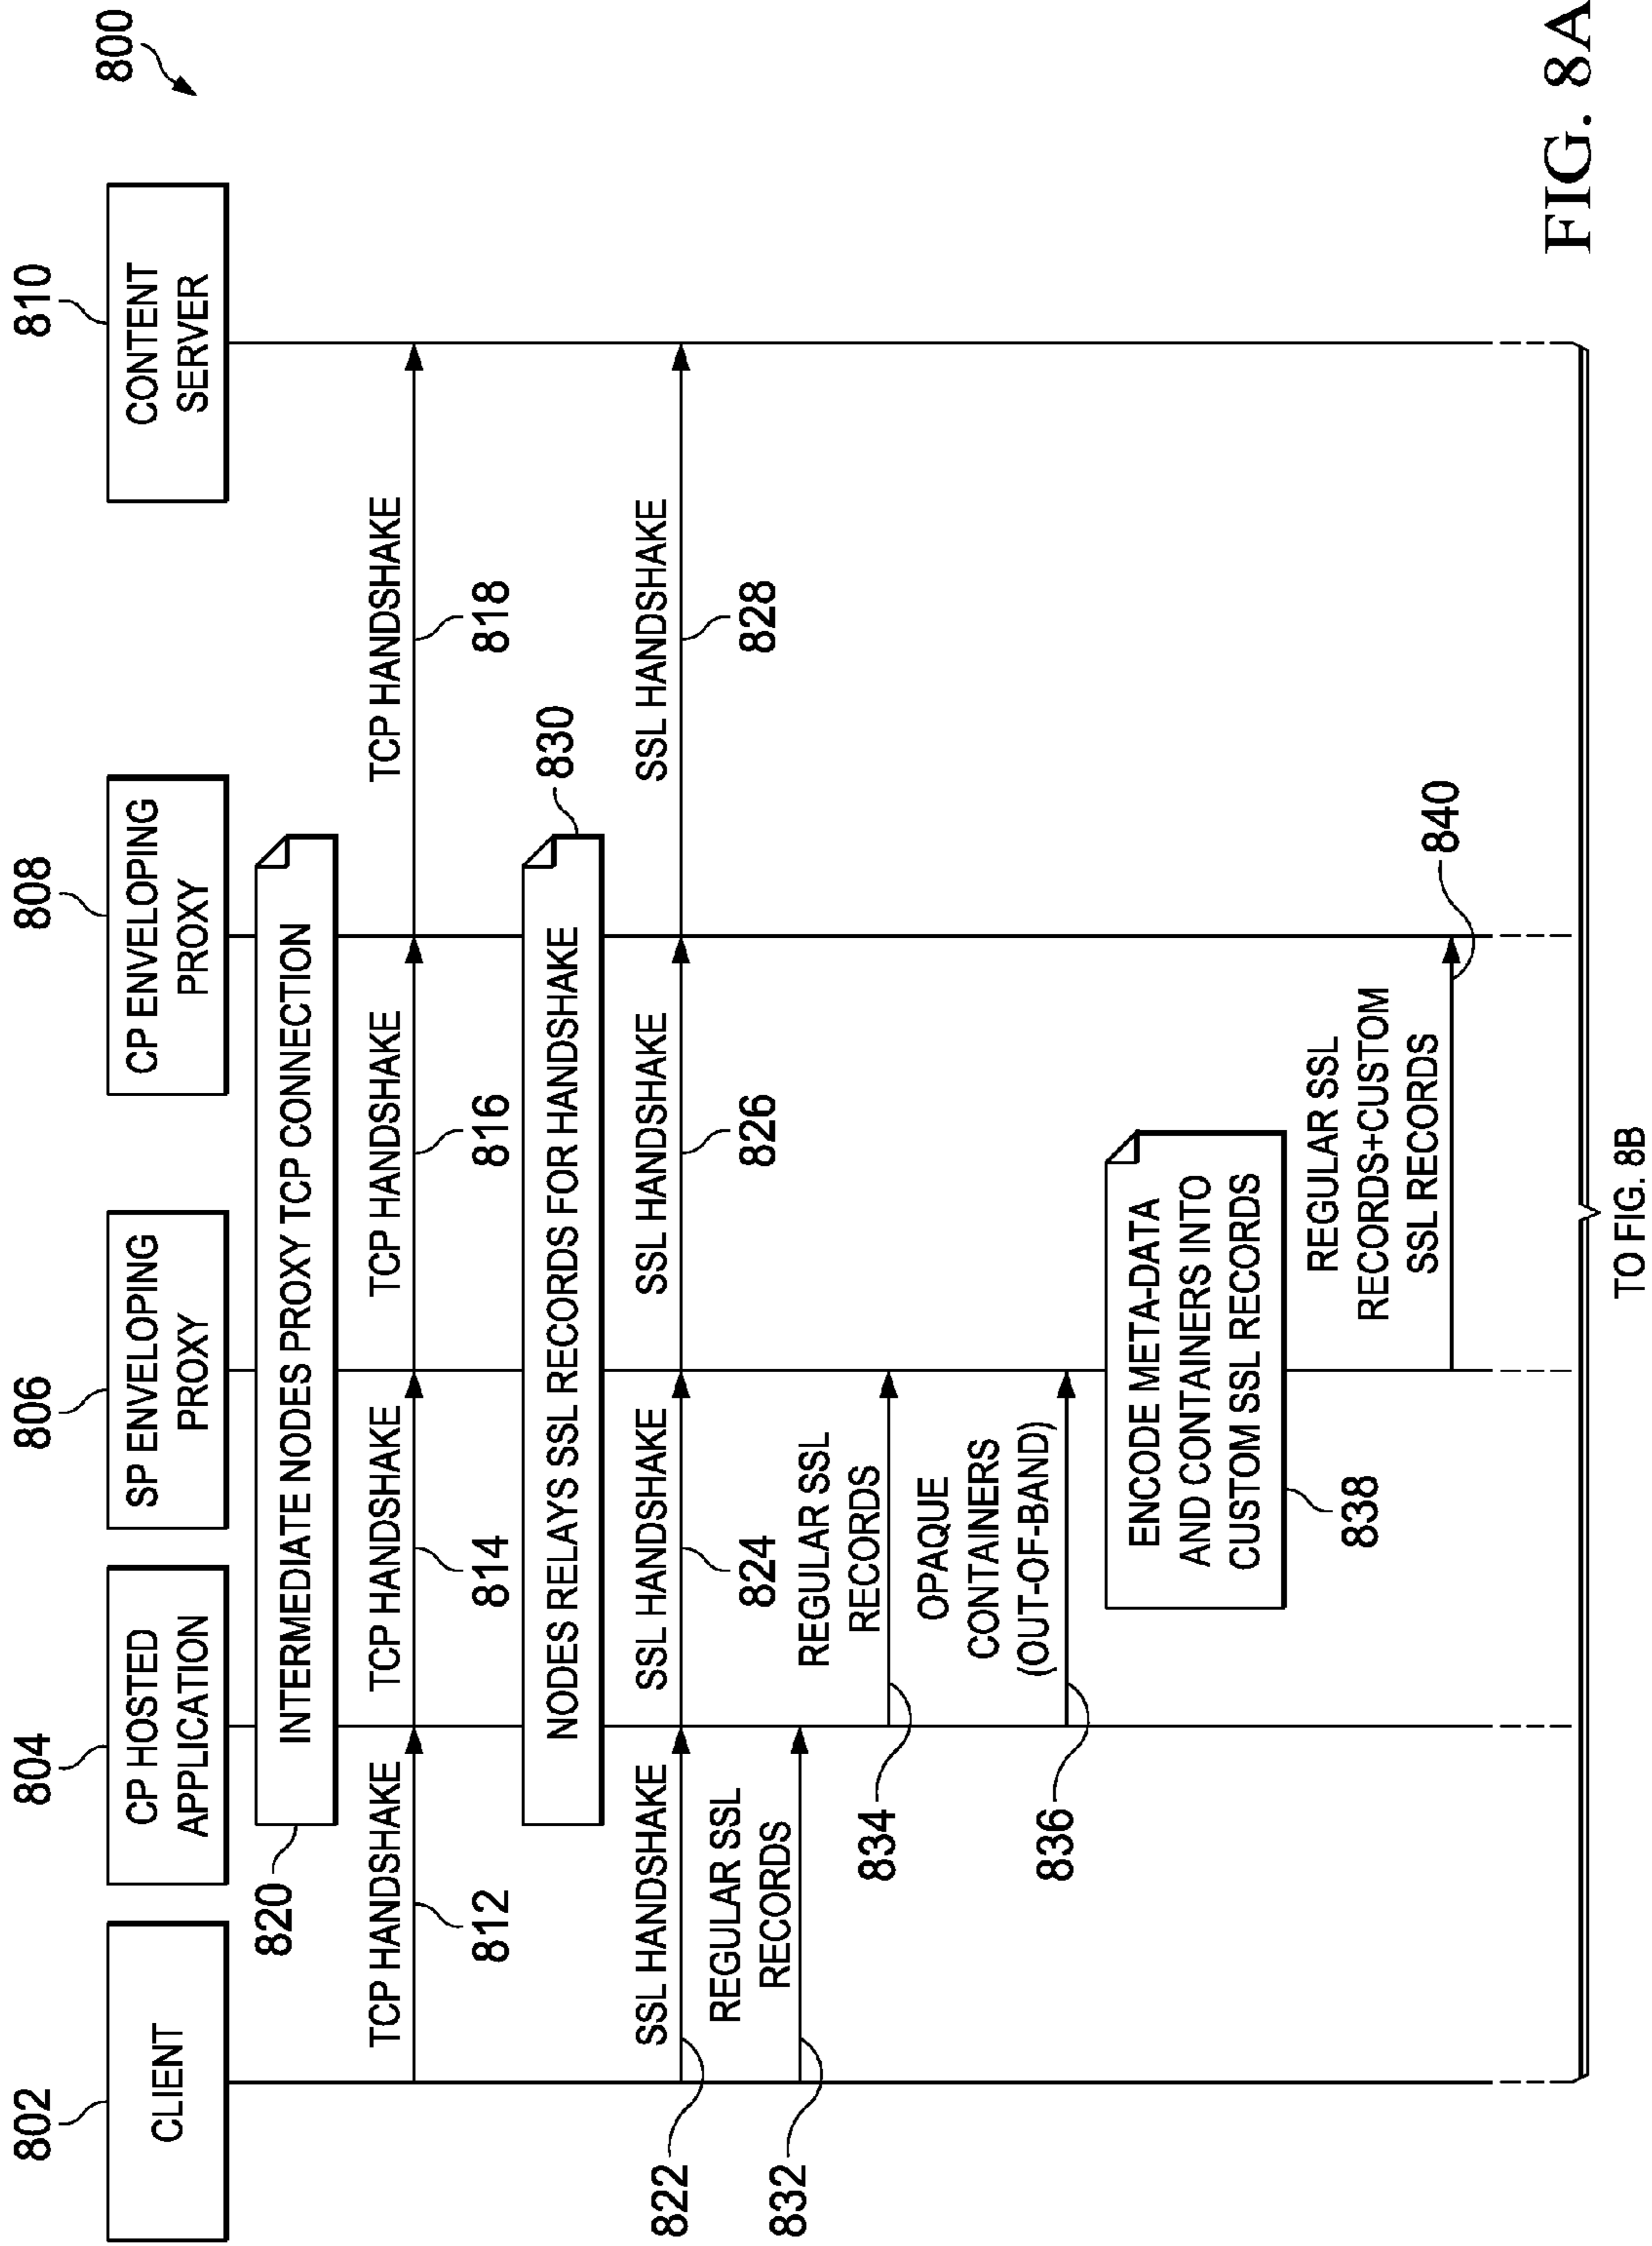 800
802
CLIENT
804
CP HOSTED
APPLICATION
806
SP ENVELOPING
PROXY
808
CP ENVELOPING
PROXY
810
CONTENT
SERVER
820
INTERMEDIATE NODES PROXY TCP CONNECTION
TCP HANDSHAKE
812
TCP HANDSHAKE
814
TCP HANDSHAKE
816
TCP HANDSHAKE
818
NODES RELAYS SSL RECORDS FOR HANDSHAKE
830
SSL HANDSHAKE
822
SSL HANDSHAKE
824
SSL HANDSHAKE
826
SSL HANDSHAKE
828
REGULAR SSL
RECORDS
832
REGULAR SSL
RECORDS
834
OPAQUE
CONTAINERS
(OUT-OF-BAND)
836
ENCODE META-DATA
AND CONTAINERS INTO
CUSTOM SSL RECORDS
838
REGULAR SSL
RECORDS+CUSTOM
SSL RECORDS
840
TO FIG. 8B
FIG. 8A